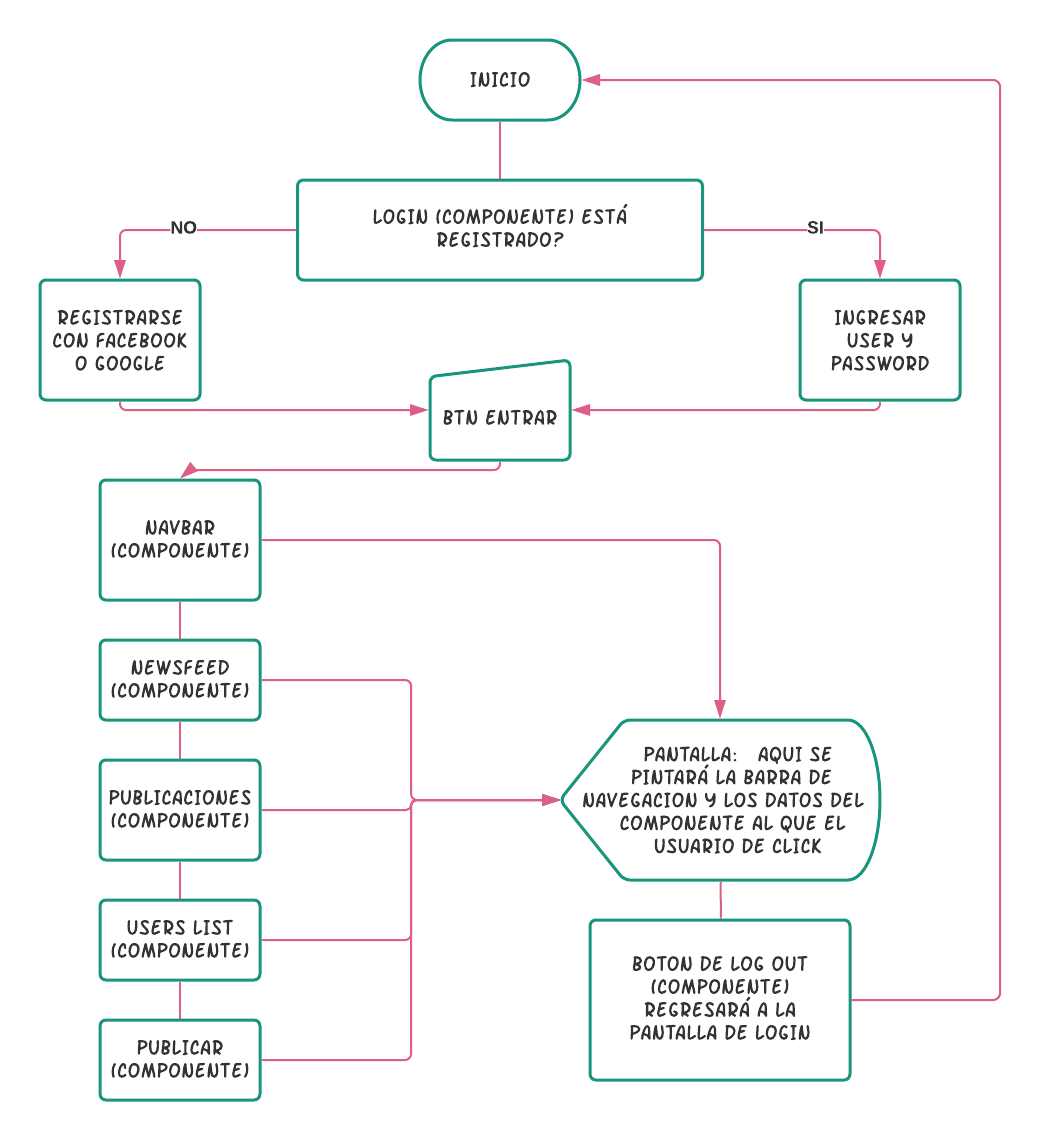 INICIO
LOGIN (COMPONENTE) ESTÁ
REGISTRADO?
NO
SI
REGISTRARSE
CON FACEBOOK
O GOOGLE
INGRESAR
USER Y
PASSWORD
BTN ENTRAR
NAVBAR
(COMPONENTE)
NEWSFEED
(COMPONENTE)
PUBLICACIONES
(COMPONENTE)
USERS LIST
(COMPONENTE)
PUBLICAR
(COMPONENTE)
PANTALLA: AQUI SE
PINTARÁ LA BARRA DE
NAVEGACION Y LOS DATOS DEL
COMPONENTE AL QUE EL
USUARIO DE CLICK
BOTON DE LOG OUT
(COMPONENTE)
REGRESARÁ A LA
PANTALLA DE LOGIN